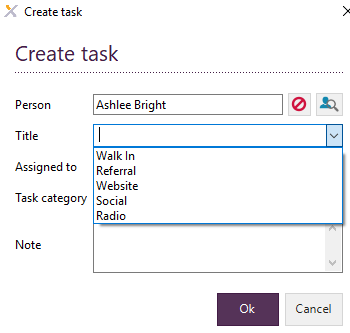 Create task
Create task
Person Ashlee Bright
Title
Walk In
Assigned to
Referral
Website
Task category
Social
Radio
Note
Ok Cancel